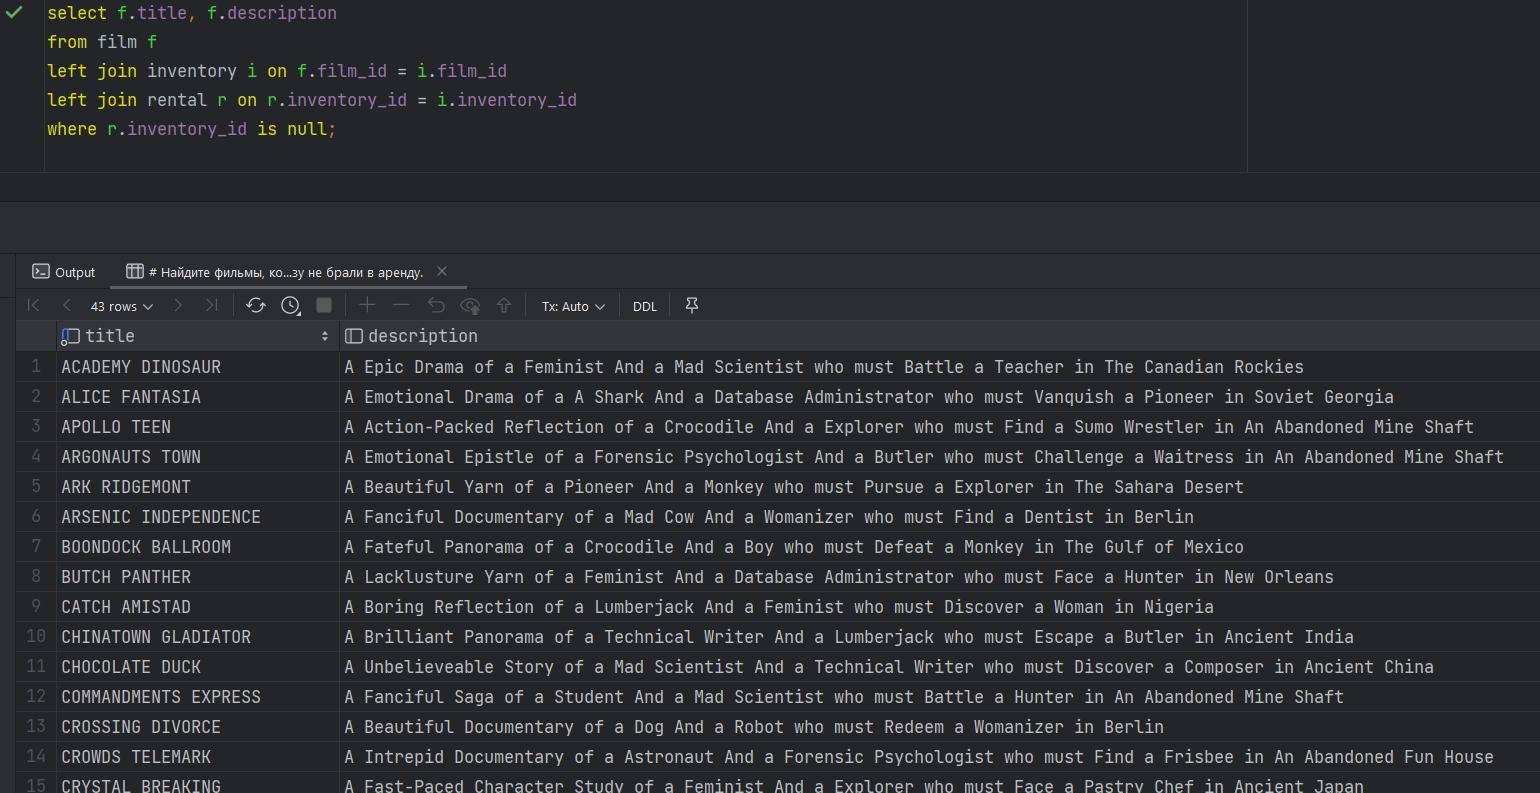 select f.title, f.description
from film f
left join inventory i on f.film_id = i.film_id
left join rental r on r.inventory_id = i.inventory_id
where r.inventory_id is null;
Output
# Найдите фильмы, ко...зу не брали в аренду.
43 rows
Tx: Auto
DDL
title description
1 ACADEMY DINOSAUR A Epic Drama of a Feminist And a Mad Scientist who must Battle a Teacher in The Canadian Rockies
2 ALICE FANTASIA A Emotional Drama of a A Shark And a Database Administrator who must Vanquish a Pioneer in Soviet Georgia
3 APOLLO TEEN A Action-Packed Reflection of a Crocodile And a Explorer who must Find a Sumo Wrestler in An Abandoned Mine Shaft
4 ARGONAUTS TOWN A Emotional Epistle of a Forensic Psychologist And a Butler who must Challenge a Waitress in An Abandoned Mine Shaft
5 ARK RIDGEMONT A Beautiful Yarn of a Pioneer And a Monkey who must Pursue a Explorer in The Sahara Desert
6 ARSENIC INDEPENDENCE A Fanciful Documentary of a Mad Cow And a Womanizer who must Find a Dentist in Berlin
7 BOONDOCK BALLROOM A Fateful Panorama of a Crocodile And a Boy who must Defeat a Monkey in The Gulf of Mexico
8 BUTCH PANTHER A Lacklusture Yarn of a Feminist And a Database Administrator who must Face a Hunter in New Orleans
9 CATCH AMISTAD A Boring Reflection of a Lumberjack And a Feminist who must Discover a Woman in Nigeria
10 CHINATOWN GLADIATOR A Brilliant Panorama of a Technical Writer And a Lumberjack who must Escape a Butler in Ancient India
11 CHOCOLATE DUCK A Unbelieveable Story of a Mad Scientist And a Technical Writer who must Discover a Composer in Ancient China
12 COMMANDMENTS EXPRESS A Fanciful Saga of a Student And a Mad Scientist who must Battle a Hunter in An Abandoned Mine Shaft
13 CROSSING DIVORCE A Beautiful Documentary of a Dog And a Robot who must Redeem a Womanizer in Berlin
14 CROWDS TELEMARK A Intrepid Documentary of a Astronaut And a Forensic Psychologist who must Find a Frisbee in An Abandoned Fun House
15 CRYSTAL BREAKING A Fast-Paced Character Study of a Feminist And a Explorer who must Face a Pastry Chef in Ancient Japan